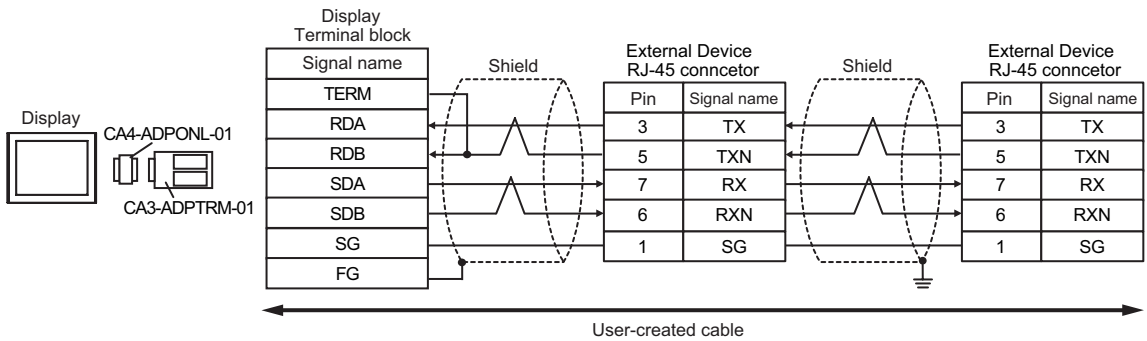 Display
CA4-ADPONL-01
CA3-ADPTRM-01
Display
Terminal block
Signal name
TERM
RDA
RDB
SDA
SDB
SG
FG
Shield
External Device
RJ-45 conncetor
Pin Signal name
3 TX
5 TXN
7 RX
6 RXN
1 SG
Shield
External Device
RJ-45 conncetor
Pin Signal name
3 TX
5 TXN
7 RX
6 RXN
1 SG
User-created cable